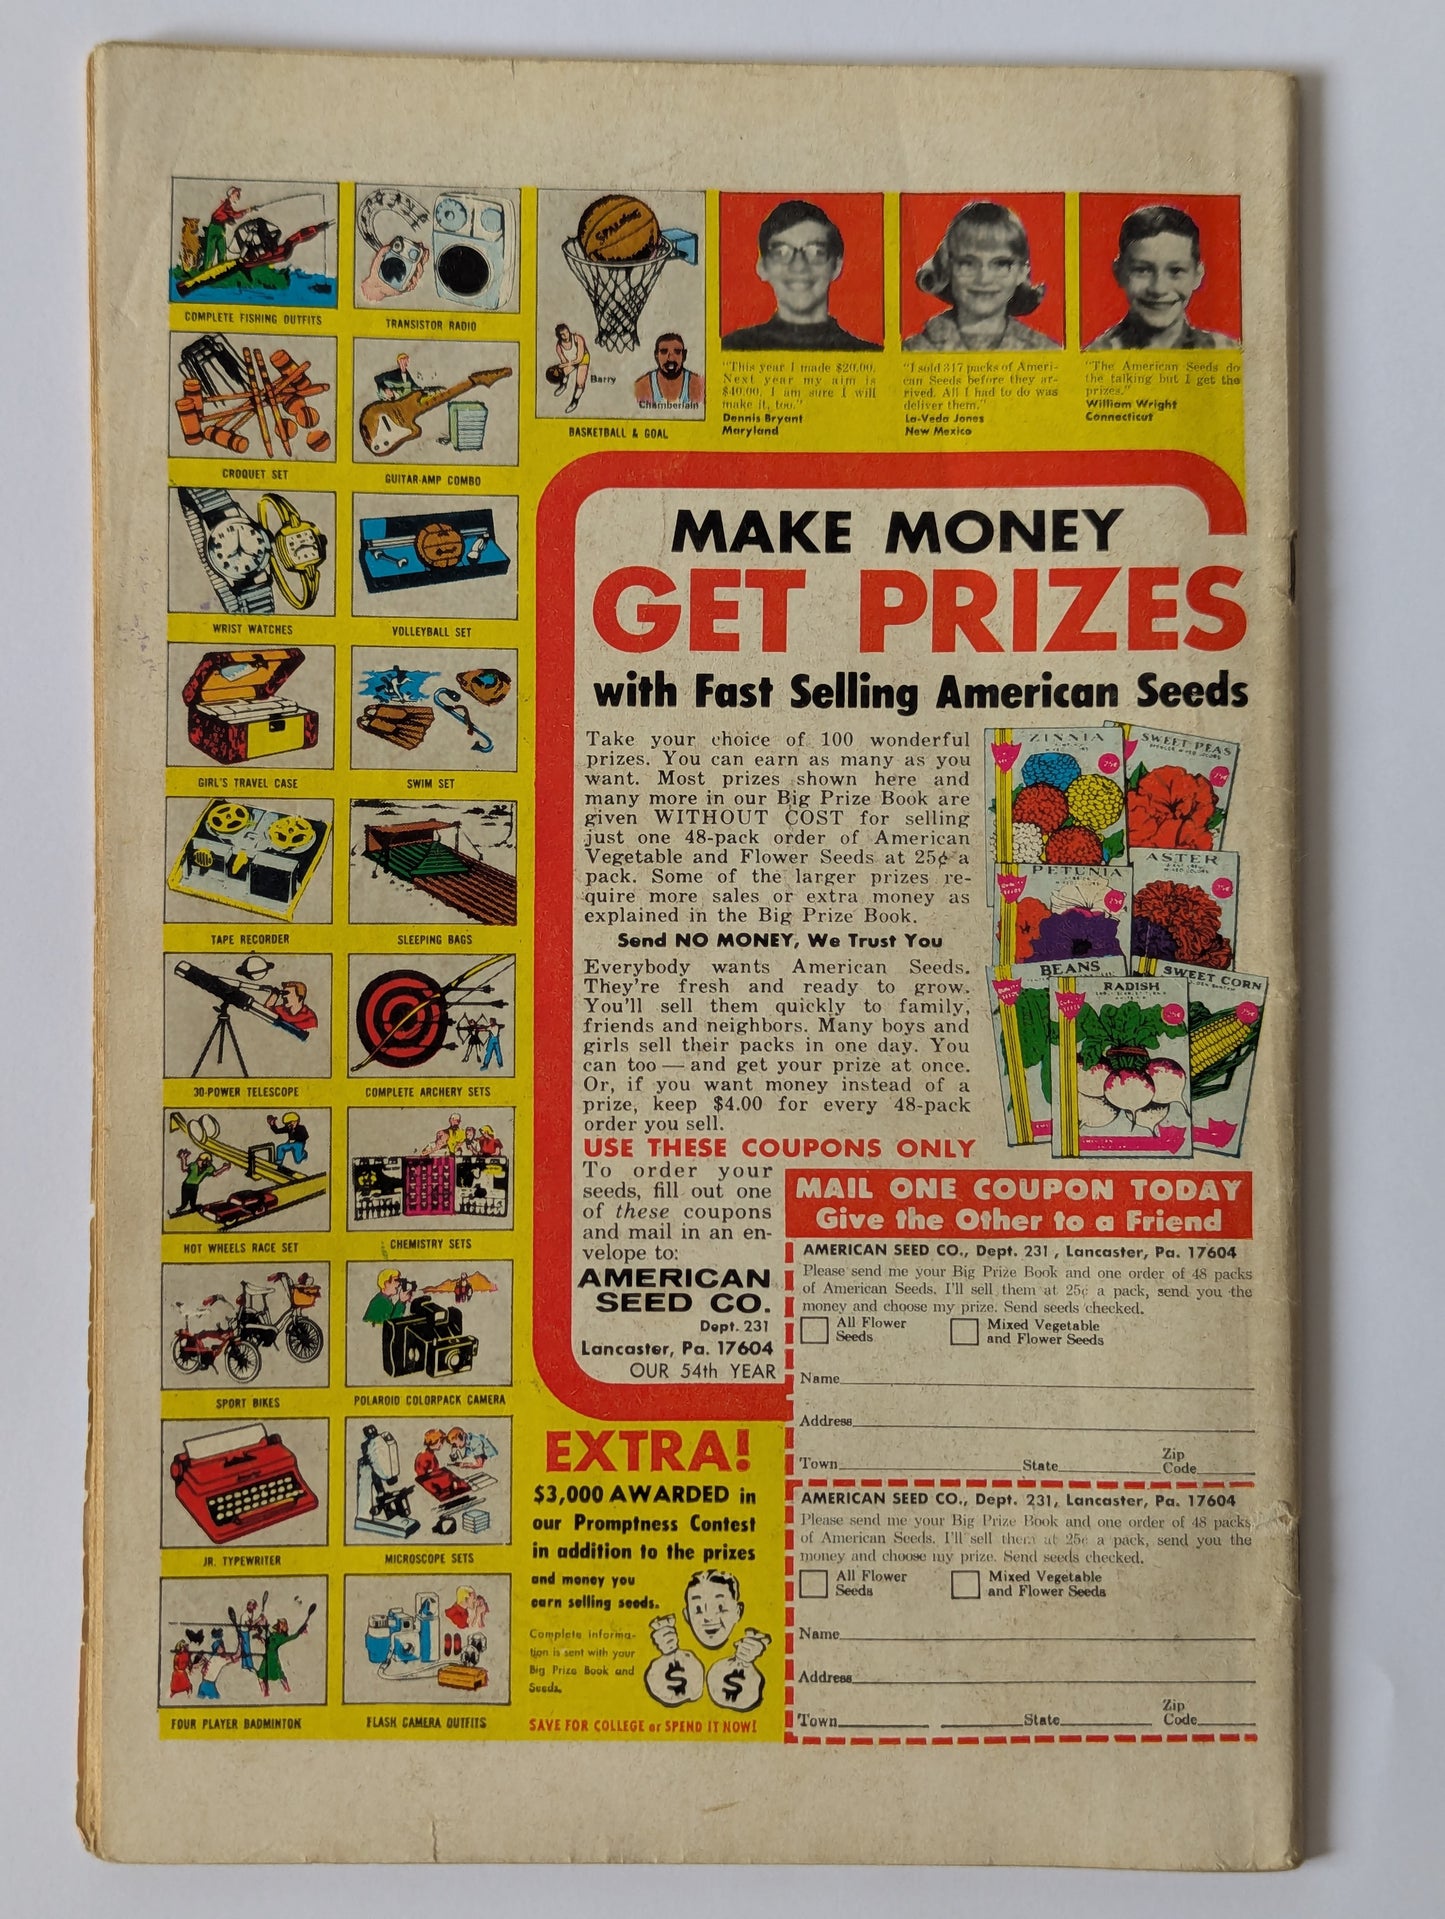 COMPLETE FISHING OUTFITS
TRANSISTOR RADIO
SPALDING
Barry
Chamberlain
BASKETBALL & GOAL
"This year I made $20.00.
Next year my aim is
$40.00. I am sure I will
make it, too."
Dennis Bryant
Maryland
"I sold 317 packs of Ameri-
can Seeds before they ar-
rived. All I had to do was
deliver them."
La-Veda Jones
New Mexico
"The American Seeds do
the talking but I get the
prizes."
William Wright
Connecticut
CROQUET SET
GUITAR-AMP COMBO
WRIST WATCHES
VOLLEYBALL SET
GIRL'S TRAVEL CASE
SWIM SET
TAPE RECORDER
SLEEPING BAGS
30-POWER TELESCOPE
COMPLETE ARCHERY SETS
HOT WHEELS RACE SET
CHEMISTRY SETS
SPORT BIKES
POLAROID COLORPACK CAMERA
JR. TYPEWRITER
MICROSCOPE SETS
FOUR PLAYER BADMINTON
FLASH CAMERA OUTFITS
MAKE MONEY
GET PRIZES
with Fast Selling American Seeds
Take your choice of 100 wonderful
prizes. You can earn as many as you
want. Most prizes shown here and
many more in our Big Prize Book are
given WITHOUT COST for selling
just one 48-pack order of American
Vegetable and Flower Seeds at 25¢ a
pack. Some of the larger prizes re-
quire more sales or extra money as
explained in the Big Prize Book.
Send NO MONEY, We Trust You
Everybody wants American Seeds.
They're fresh and ready to grow.
You'll sell them quickly to family,
friends and neighbors. Many boys and
girls sell their packs in one day. You
can too — and get your prize at once.
Or, if you want money instead of a
prize, keep $4.00 for every 48-pack
order you sell.
USE THESE COUPONS ONLY
To order your
seeds, fill out one
of these coupons
and mail in an en-
velope to:
AMERICAN
SEED CO.
Dept. 231
Lancaster, Pa. 17604
OUR 54th YEAR
ZINNIA
25¢
SWEET PEAS
25¢
PETUNIA
25¢
ASTER
25¢
BEANS
RADISH
25¢
SWEET CORN
25¢
MAIL ONE COUPON TODAY
Give the Other to a Friend
AMERICAN SEED CO., Dept. 231, Lancaster, Pa. 17604
Please send me your Big Prize Book and one order of 48 packs
of American Seeds. I'll sell them at 25¢ a pack, send you the
money and choose my prize. Send seeds checked.
All Flower
Seeds
Mixed Vegetable
and Flower Seeds
Name
Address
Town State Zip
Code
AMERICAN SEED CO., Dept. 231, Lancaster, Pa. 17604
Please send me your Big Prize Book and one order of 48 packs
of American Seeds. I'll sell them at 25¢ a pack, send you the
money and choose my prize. Send seeds checked.
All Flower
Seeds
Mixed Vegetable
and Flower Seeds
Name
Address
Town State Zip
Code
EXTRA!
$3,000 AWARDED in
our Promptness Contest
in addition to the prizes
and money you
earn selling seeds.
Complete informa-
tion is sent with your
Big Prize Book and
Seeds.
$ $
SAVE FOR COLLEGE or SPEND IT NOW!